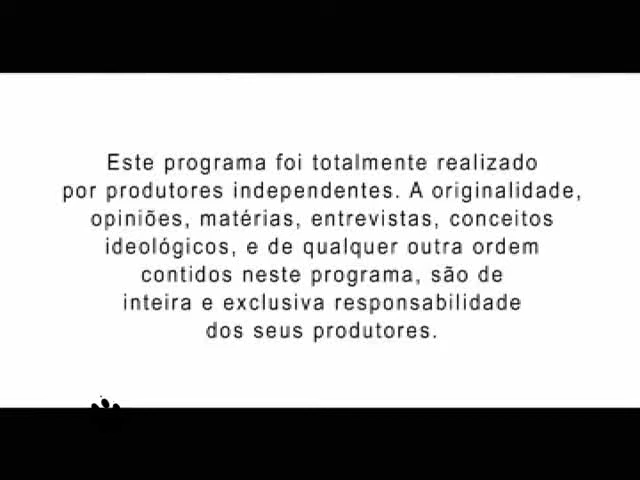 Este programa foi totalmente realizado
por produtores independentes. A originalidade,
opiniões, matérias, entrevistas, conceitos
ideológicos, e de qualquer outra ordem
contidos neste programa, são de
inteira e exclusiva responsabilidade
dos seus produtores.